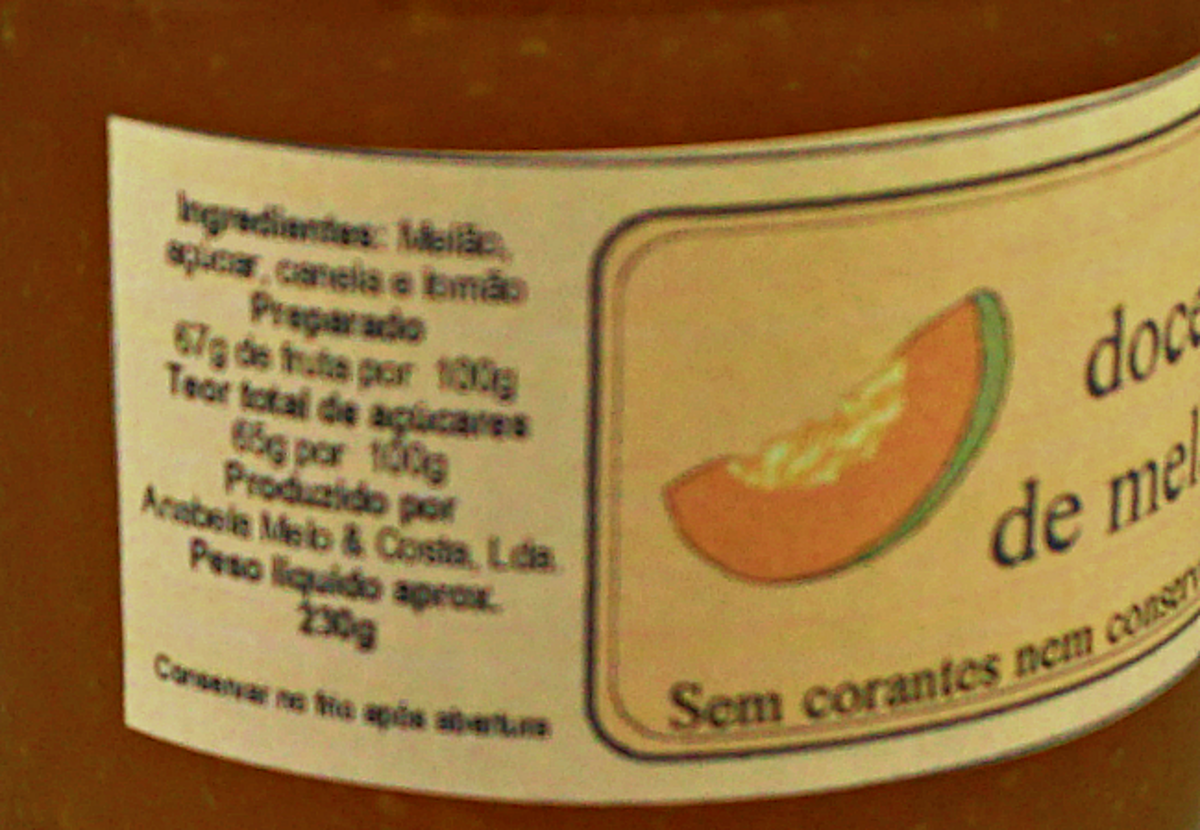 Ingredientes: Melão,
açúcar, canela e limão
Preparado
67g de fruta por 100g
Teor total de açúcares
65g por 100g
Produzido por
Anabela Melo & Costa, Lda.
Peso líquido aprox.
230g
Conservar no frio após abertura
doce
de mel
Sem corantes nem conserv